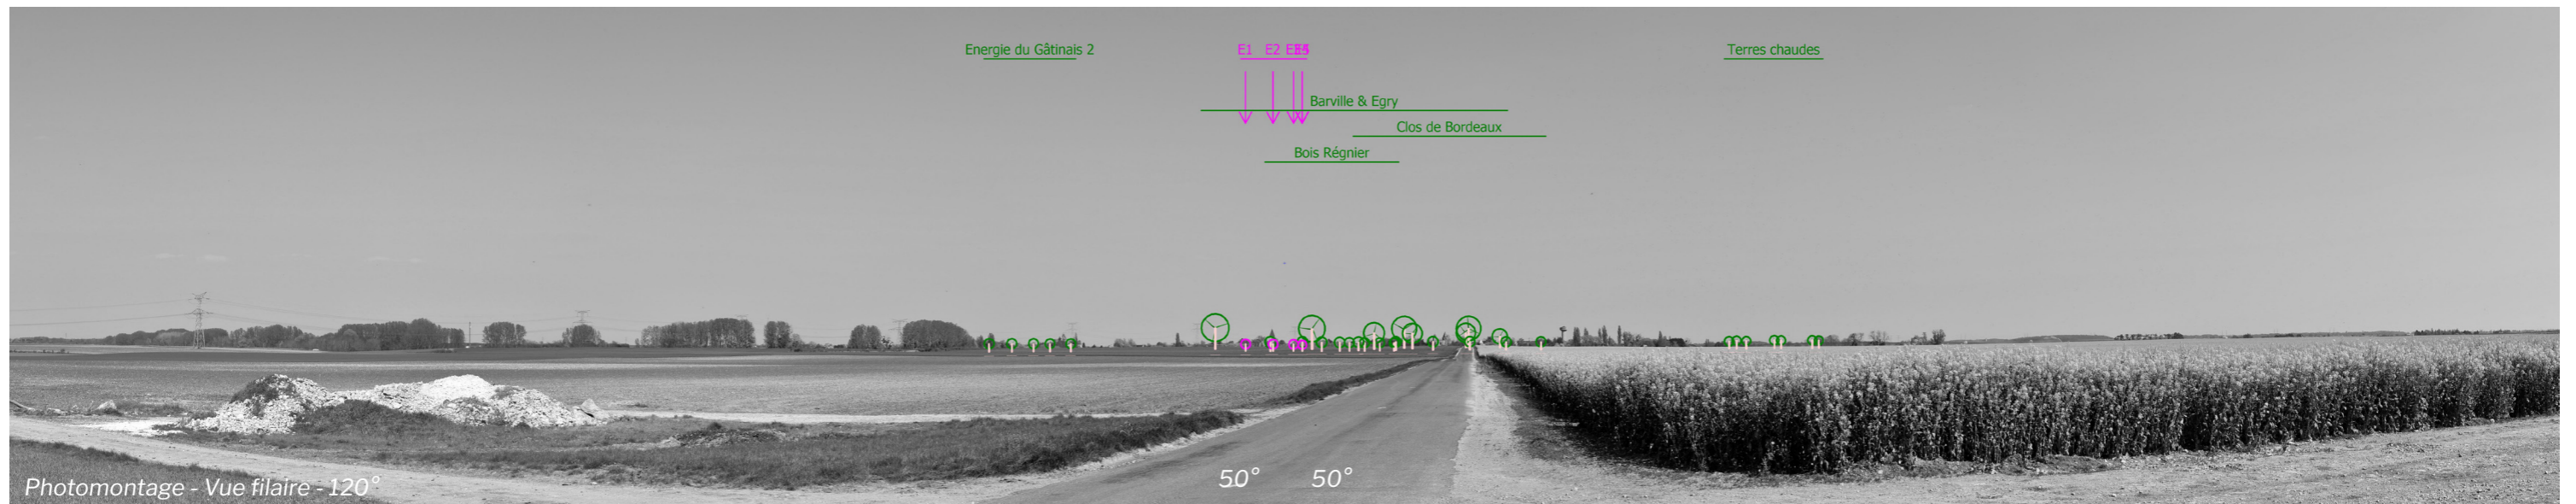 Energie du Gâtinais 2
E1 E2
Terres chaudes
Barville & Egry
Clos de Bordeaux
Bois Régnier
Photomontage - Vue filaire - 120°
50° 50°